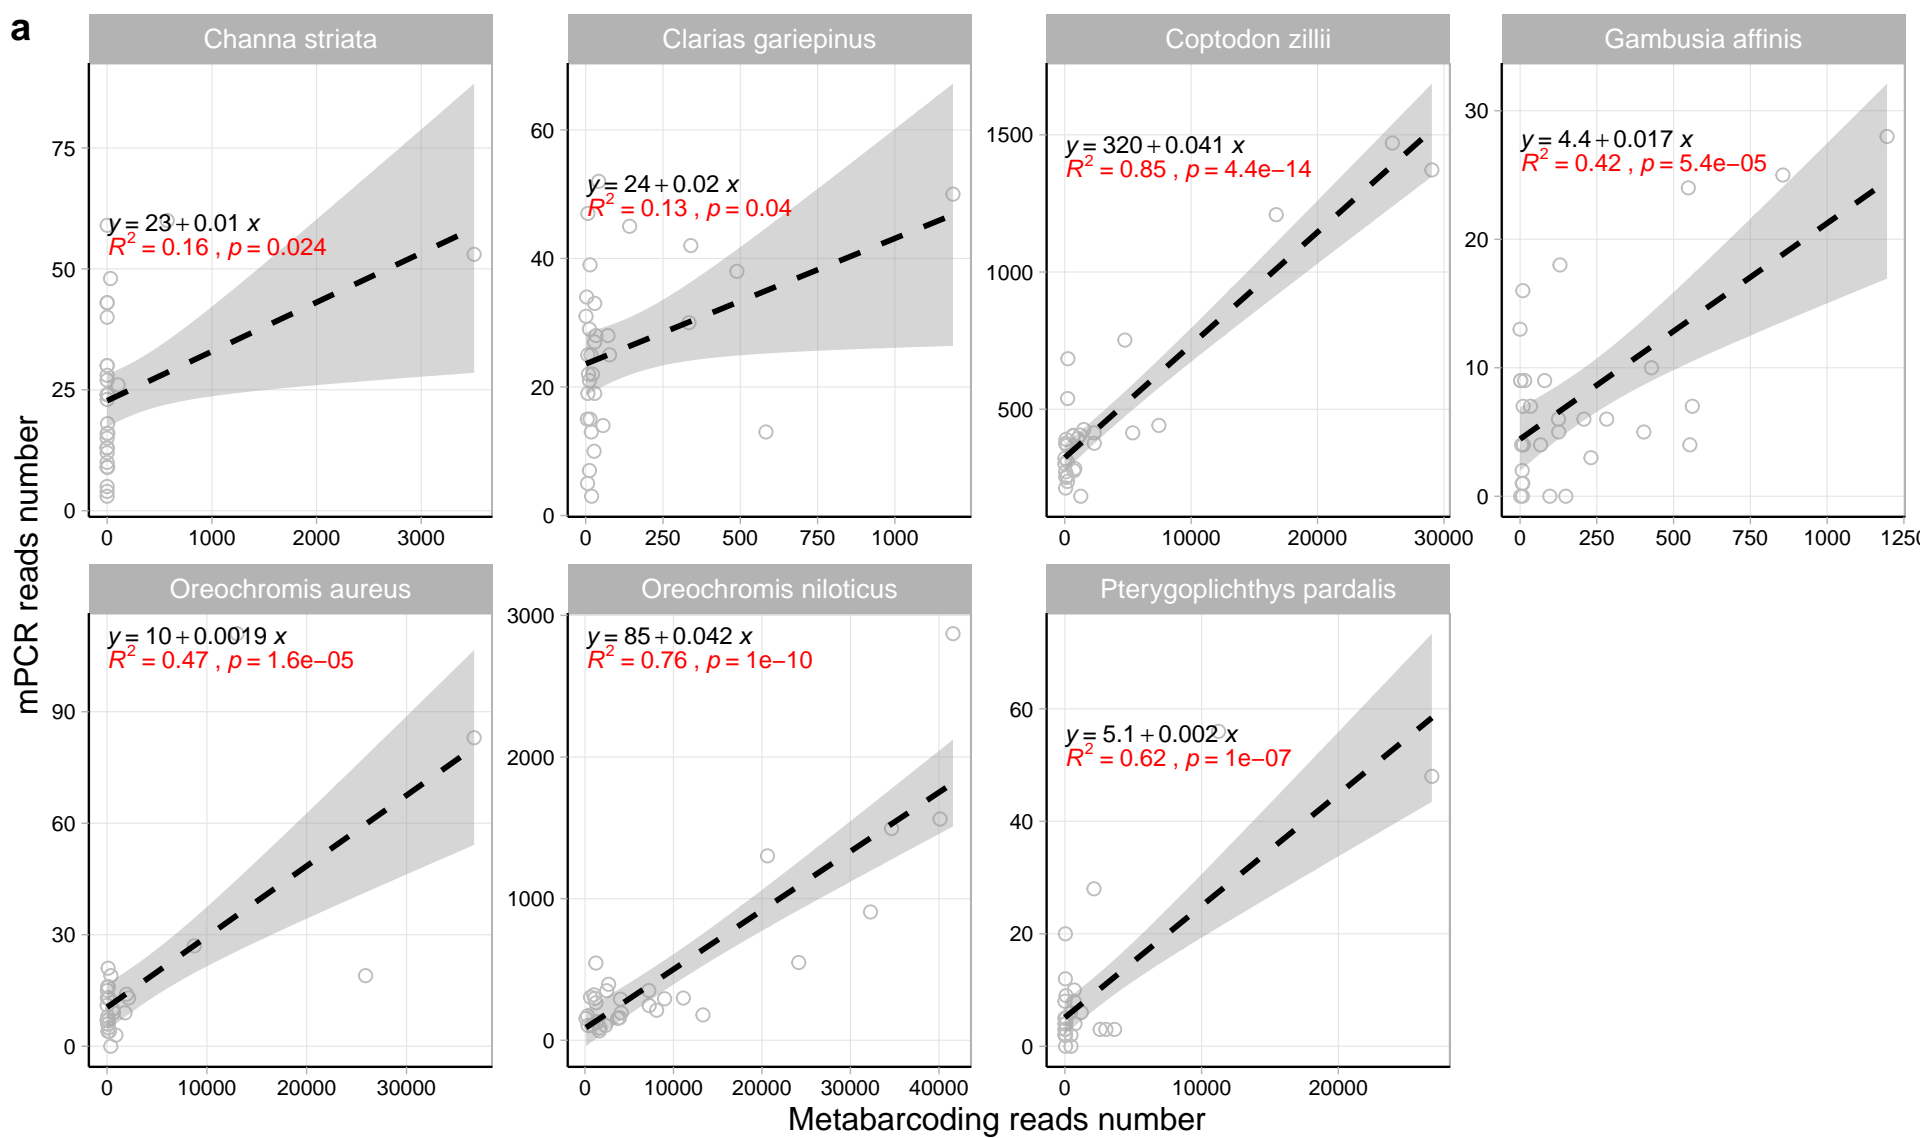 a
Channa striata
Clarias gariepinus
Coptodon zillii
Gambusia affinis
mPCR reads number
75
50
25
0
y = 23 + 0.01 x
R² = 0.16 , p = 0.024
0 1000 2000 3000
60
40
20
0
y = 24 + 0.02 x
R² = 0.13 , p = 0.04
0 250 500 750 1000
1500
1000
500
y = 320 + 0.041 x
R² = 0.85 , p = 4.4e−14
0 10000 20000 30000
30
20
10
0
y = 4.4 + 0.017 x
R² = 0.42 , p = 5.4e−05
0 250 500 750 1000 1250
Oreochromis aureus
Oreochromis niloticus
Pterygoplichthys pardalis
90
60
30
0
y = 10 + 0.0019 x
R² = 0.47 , p = 1.6e−05
0 10000 20000 30000
3000
2000
1000
0
y = 85 + 0.042 x
R² = 0.76 , p = 1e−10
0 10000 20000 30000 40000
60
40
20
0
y = 5.1 + 0.002 x
R² = 0.62 , p = 1e−07
0 10000 20000
Metabarcoding reads number